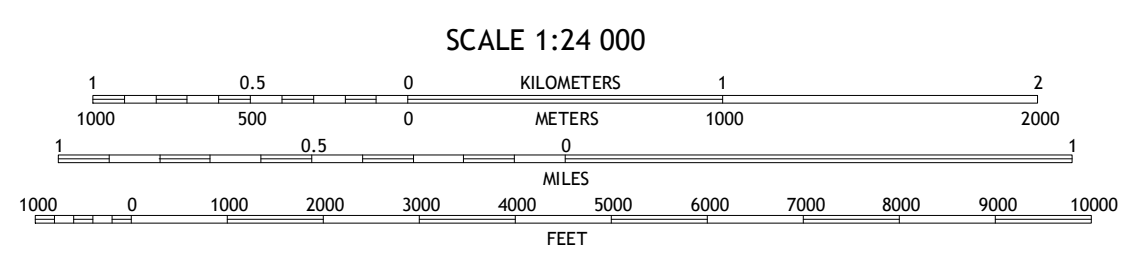 SCALE 1:24 000
1 0.5 0 KILOMETERS 1 2
1000 500 0 METERS 1000 2000
1 0.5 0 1
MILES
1000 0 1000 2000 3000 4000 5000 6000 7000 8000 9000 10000
FEET